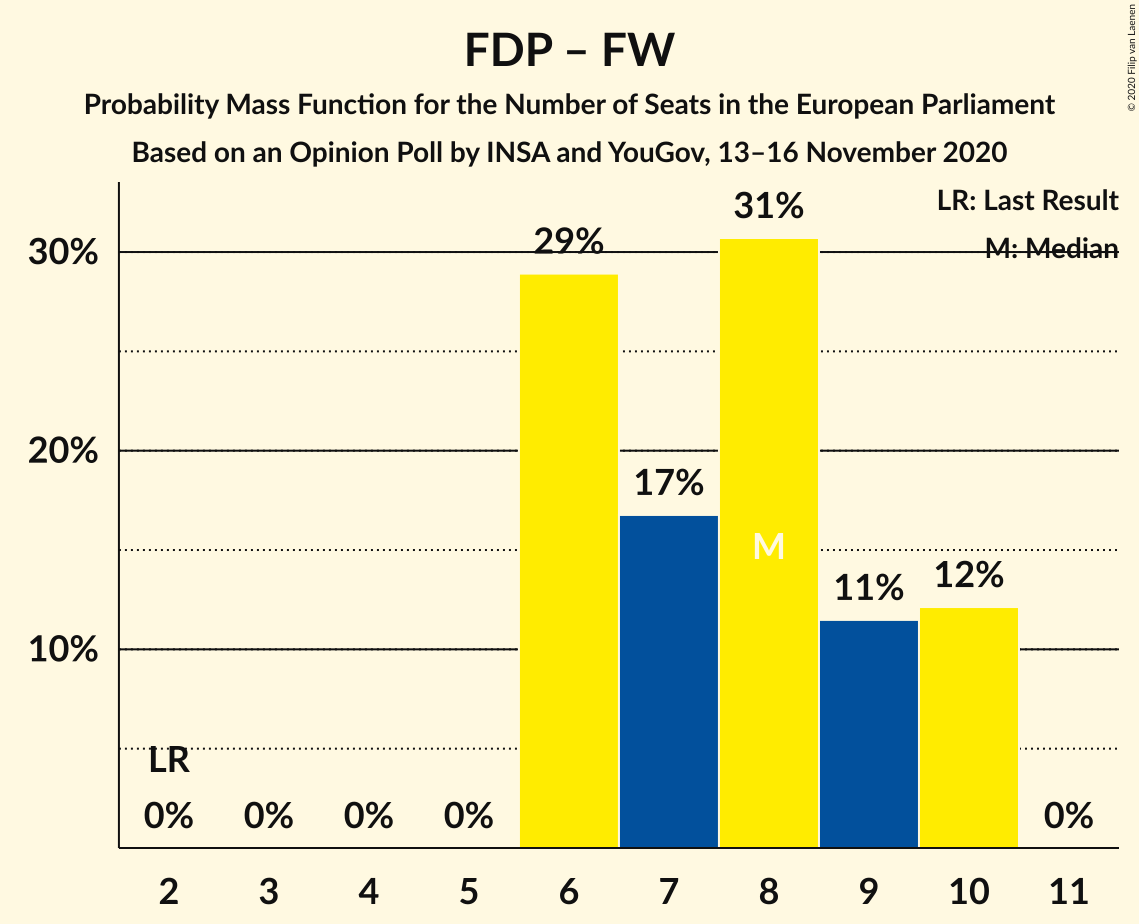 FDP – FW
Probability Mass Function for the Number of Seats in the European Parliament
Based on an Opinion Poll by INSA and YouGov, 13–16 November 2020
© 2020 Filip van Laenen
LR: Last Result
M: Median
30%
20%
10%
29%
31%
17%
M
11%
12%
LR
0%
0%
0%
0%
0%
2
3
4
5
6
7
8
9
10
11